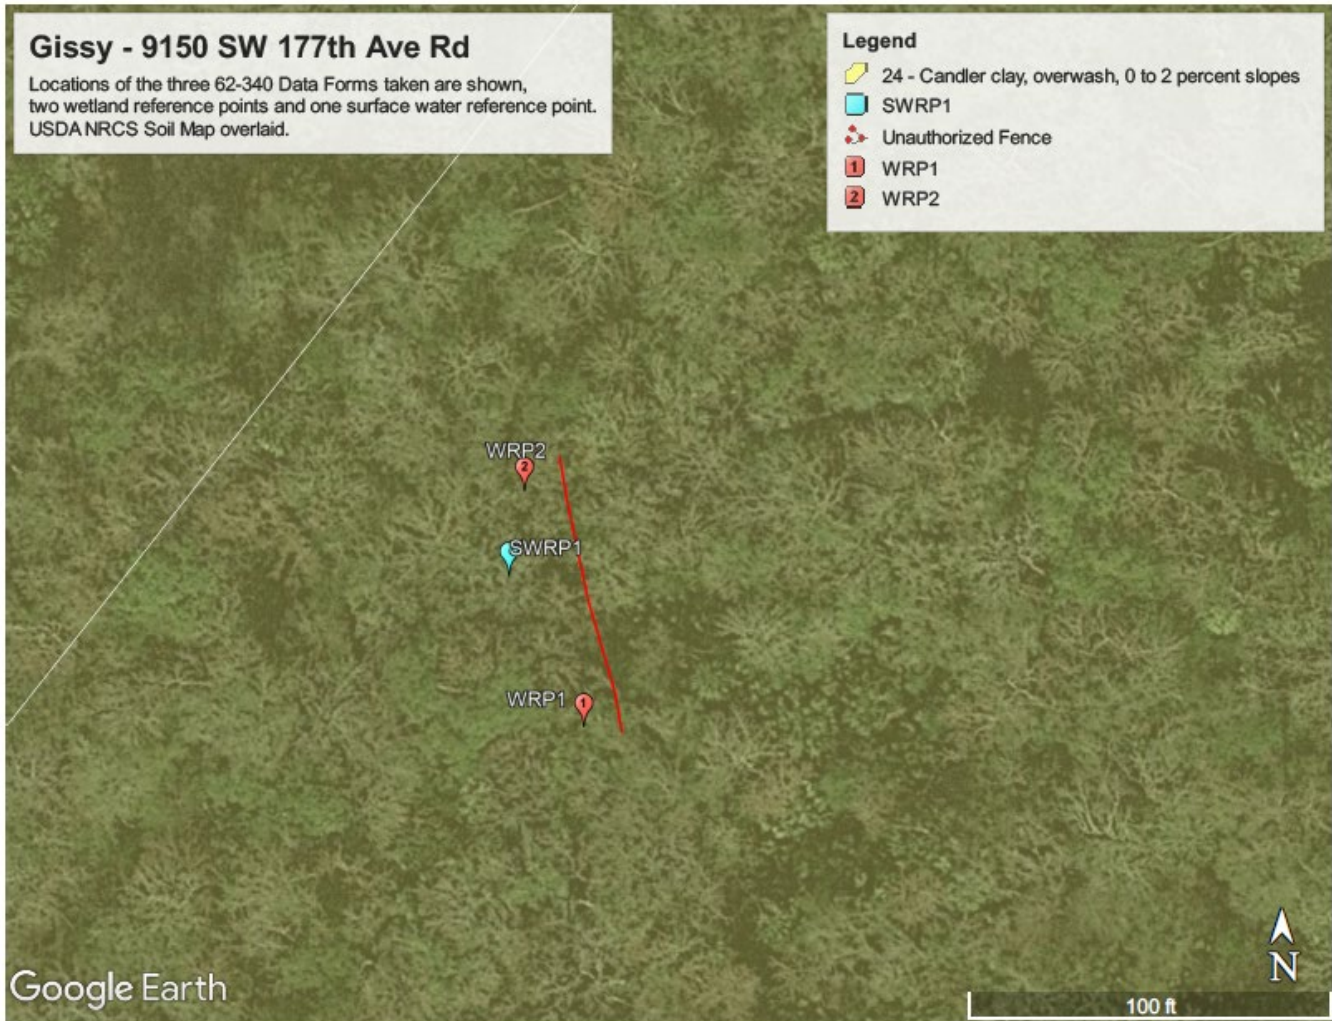 Gissy - 9150 SW 177th Ave Rd
Locations of the three 62-340 Data Forms taken are shown,
two wetland reference points and one surface water reference point.
USDA NRCS Soil Map overlaid.
Legend
24 - Candler clay, overwash, 0 to 2 percent slopes
SWRP1
Unauthorized Fence
1 WRP1
2 WRP2
WRP2
2
SWRP1
WRP1 1
Google Earth
N
100 ft